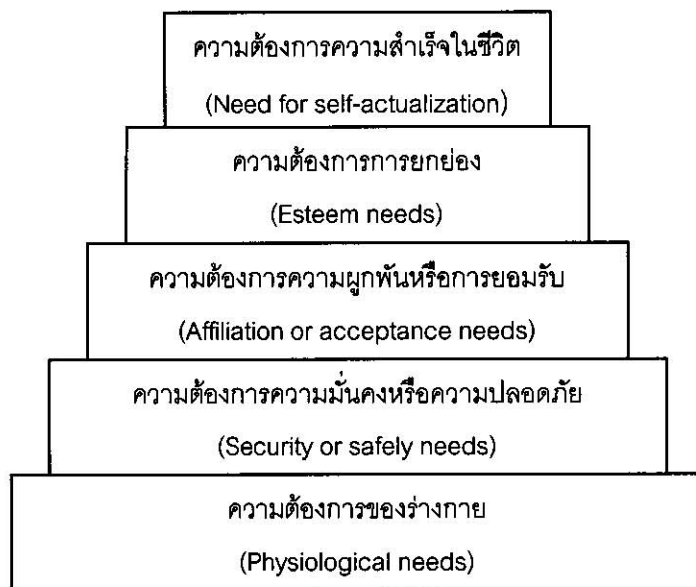 ความต้องการความสำเร็จในชีวิต
(Need for self-actualization)
ความต้องการการยกย่อง
(Esteem needs)
ความต้องการความผูกพันหรือการยอมรับ
(Affiliation or acceptance needs)
ความต้องการความมั่นคงหรือความปลอดภัย
(Security or safely needs)
ความต้องการของร่างกาย
(Physiological needs)